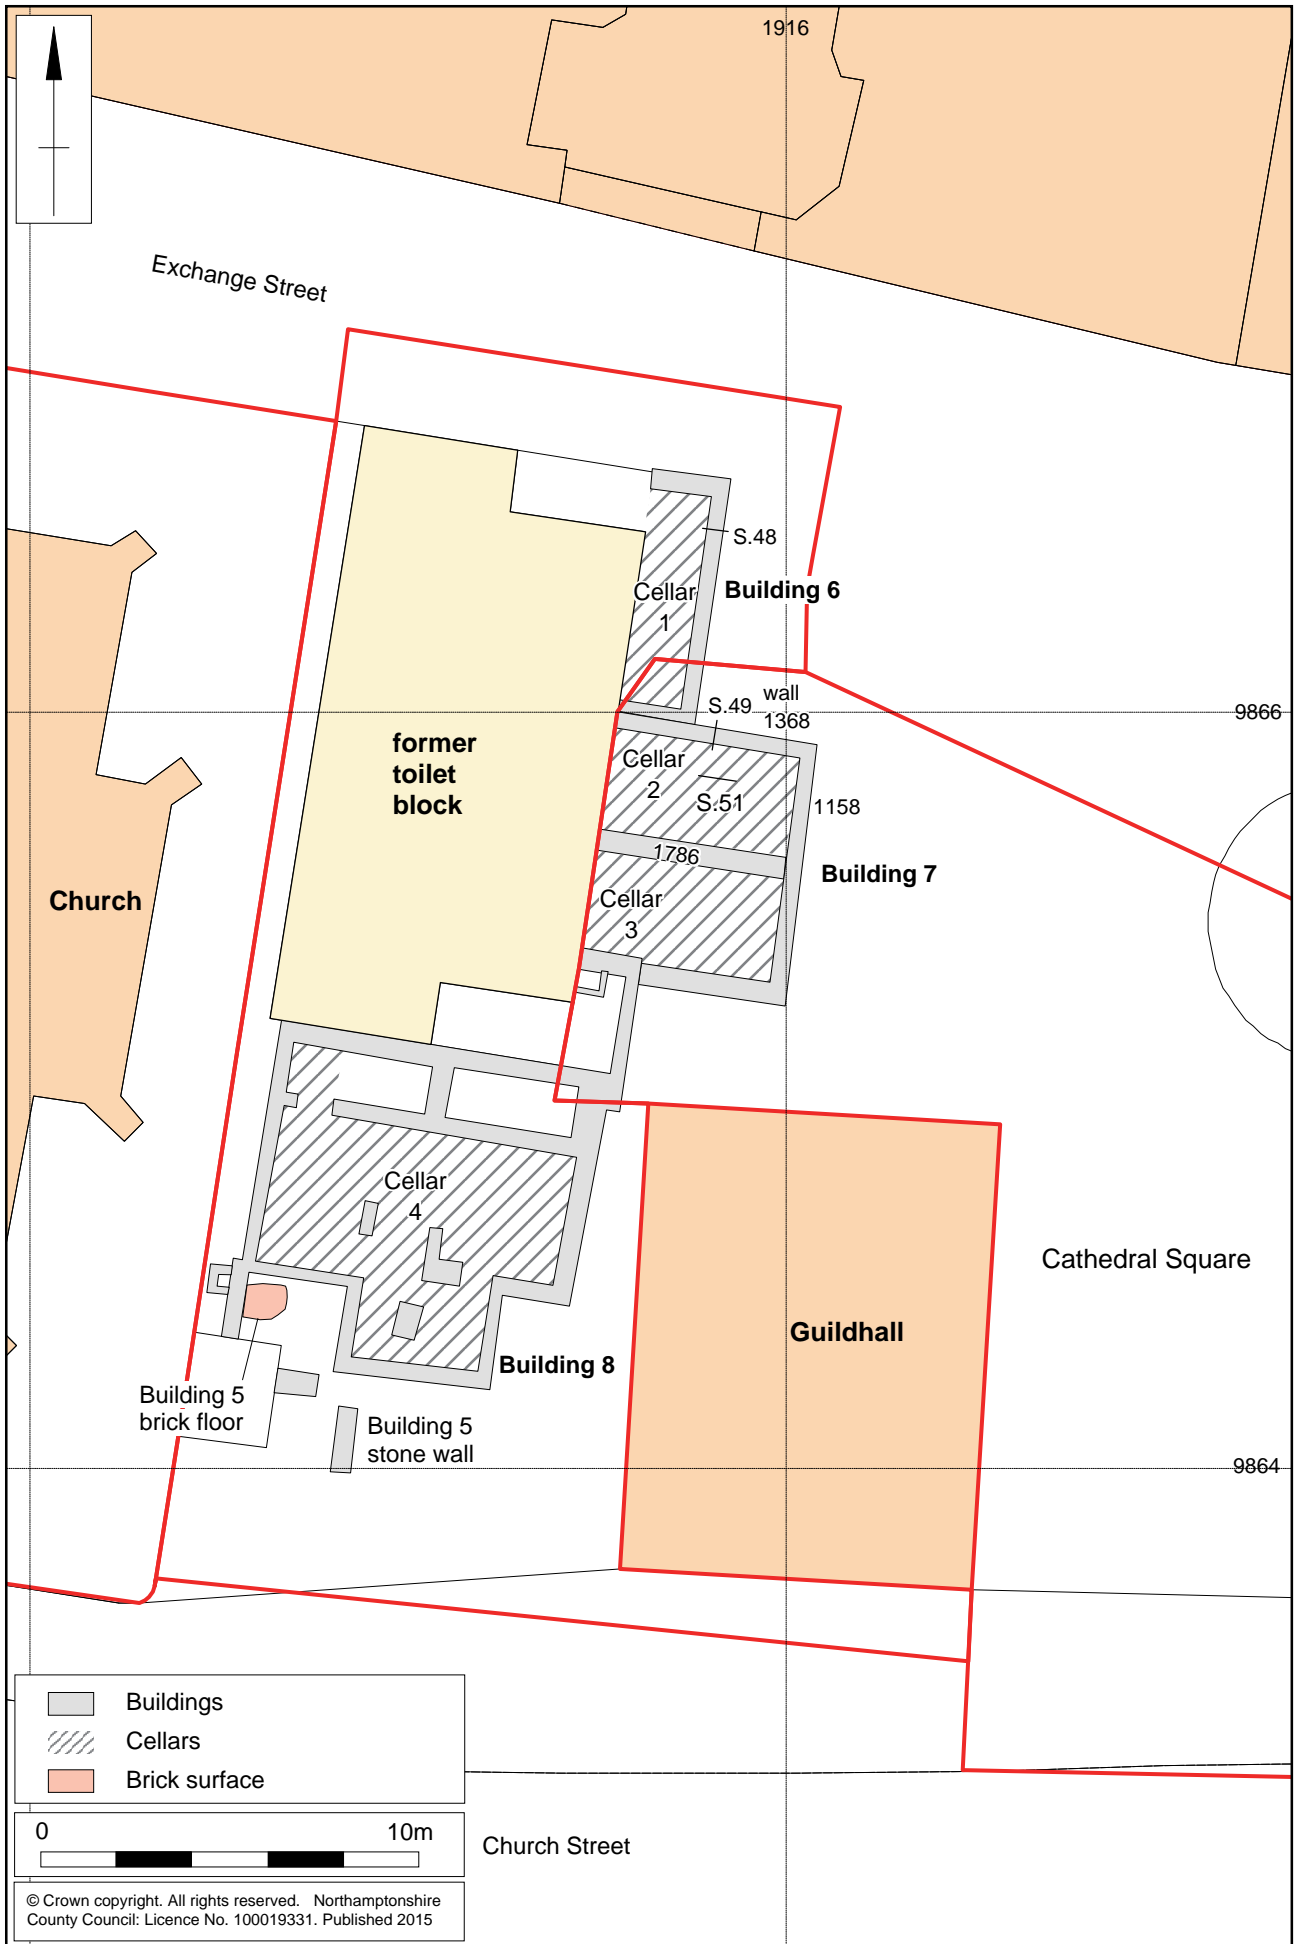 1916
Exchange Street
S.48
Cellar
1
Building 6
wall
1368
S.49
9866
former
toilet
block
Cellar
2
S.51
1158
1786
Building 7
Church
Cellar
3
Cellar
4
Cathedral Square
Guildhall
Building 8
Building 5
brick floor
Building 5
stone wall
9864
Buildings
Cellars
Brick surface
0
10m
Church Street
© Crown copyright. All rights reserved. Northamptonshire
County Council: Licence No. 100019331. Published 2015